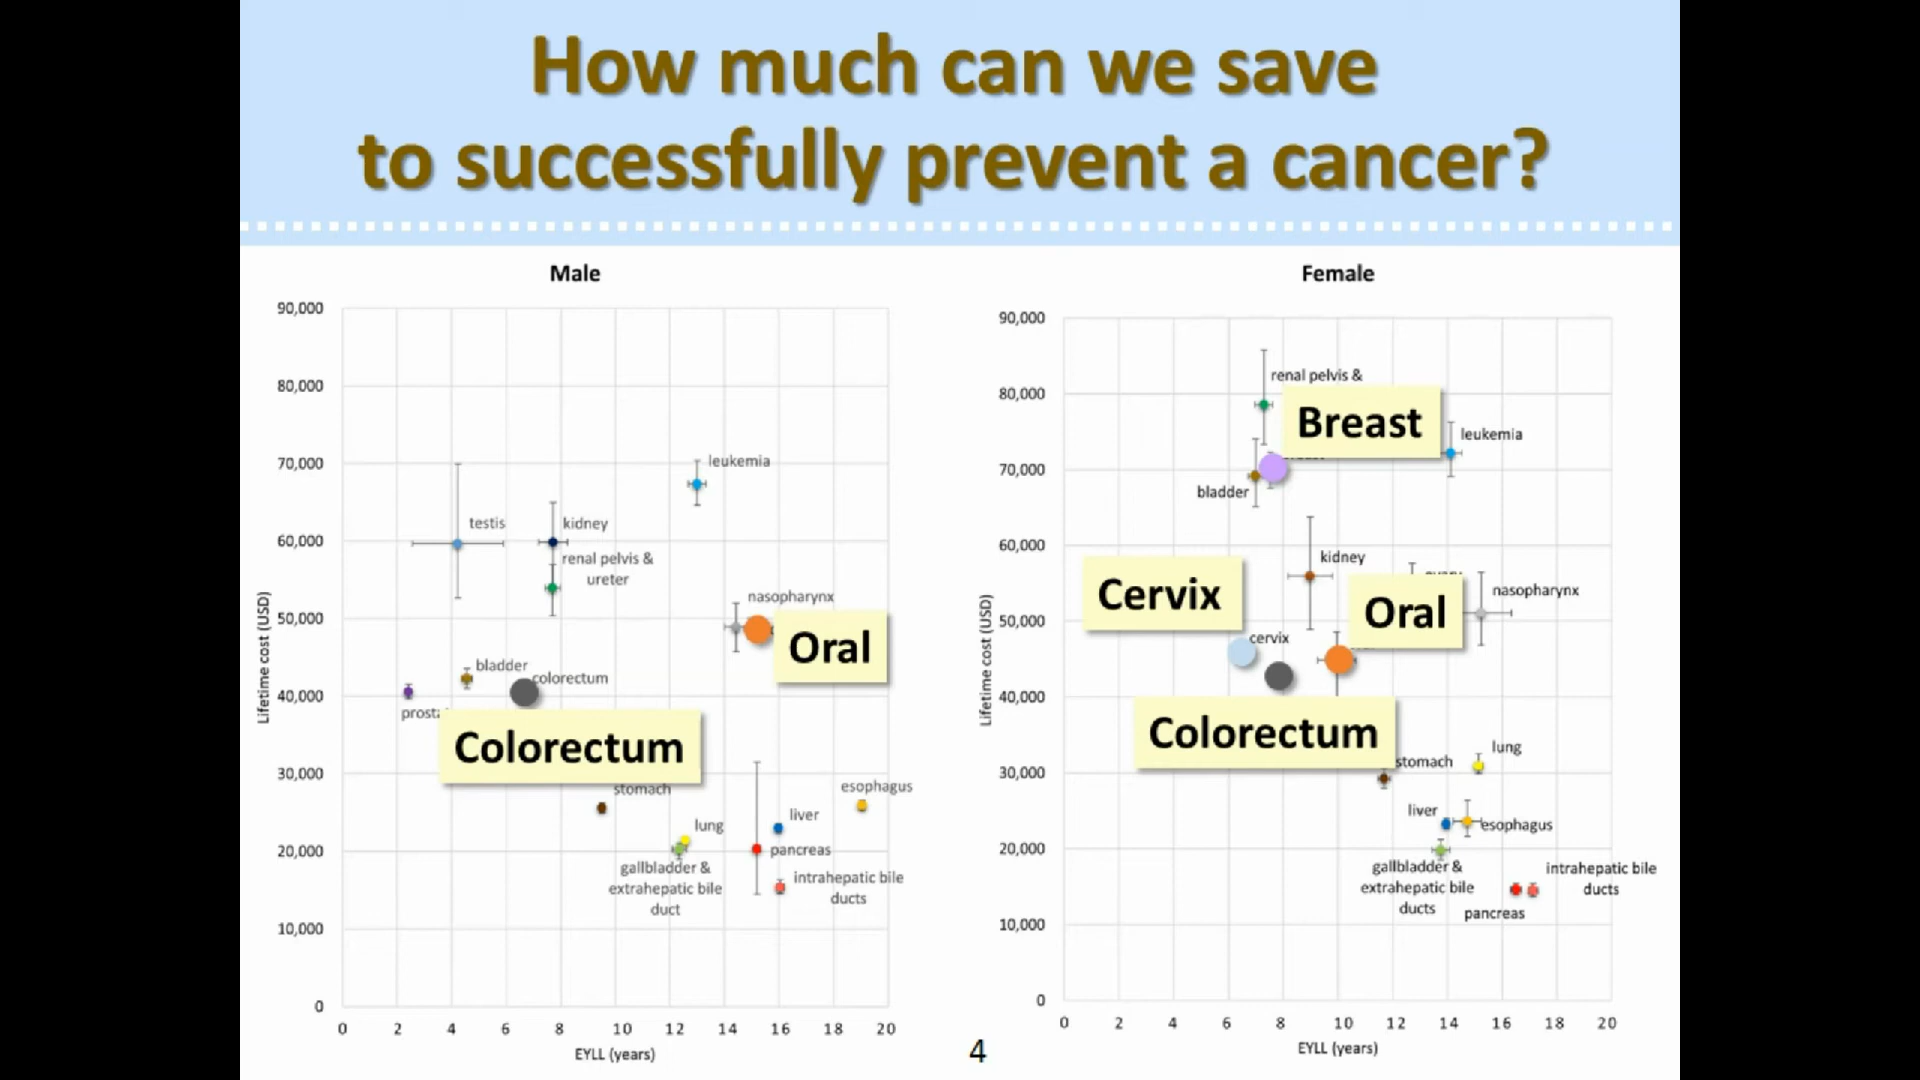 How much can we save
to successfully prevent a cancer?
Male
90,000
80,000
70,000
60,000
50,000
40,000
30,000
20,000
10,000
0
Lifetime cost (USD)
leukemia
testis
kidney
renal pelvis &
ureter
nasopharynx
Oral
bladder
colorectum
Colorectum
stomach
esophagus
liver
lung
pancreas
gallbladder &
extrahepatic bile
duct
intrahepatic bile
ducts
0 2 4 6 8 10 12 14 16 18 20
EYLL (years)
Female
90,000
80,000
70,000
60,000
50,000
40,000
30,000
20,000
10,000
0
Lifetime cost (USD)
renal pelvis &
Breast
leukemia
bladder
kidney
Cervix
Oral
nasopharynx
cervix
Colorectum
lung
stomach
liver
esophagus
gallbladder &
extrahepatic bile
ducts
intrahepatic bile
ducts
pancreas
0 2 4 6 8 10 12 14 16 18 20
EYLL (years)
4